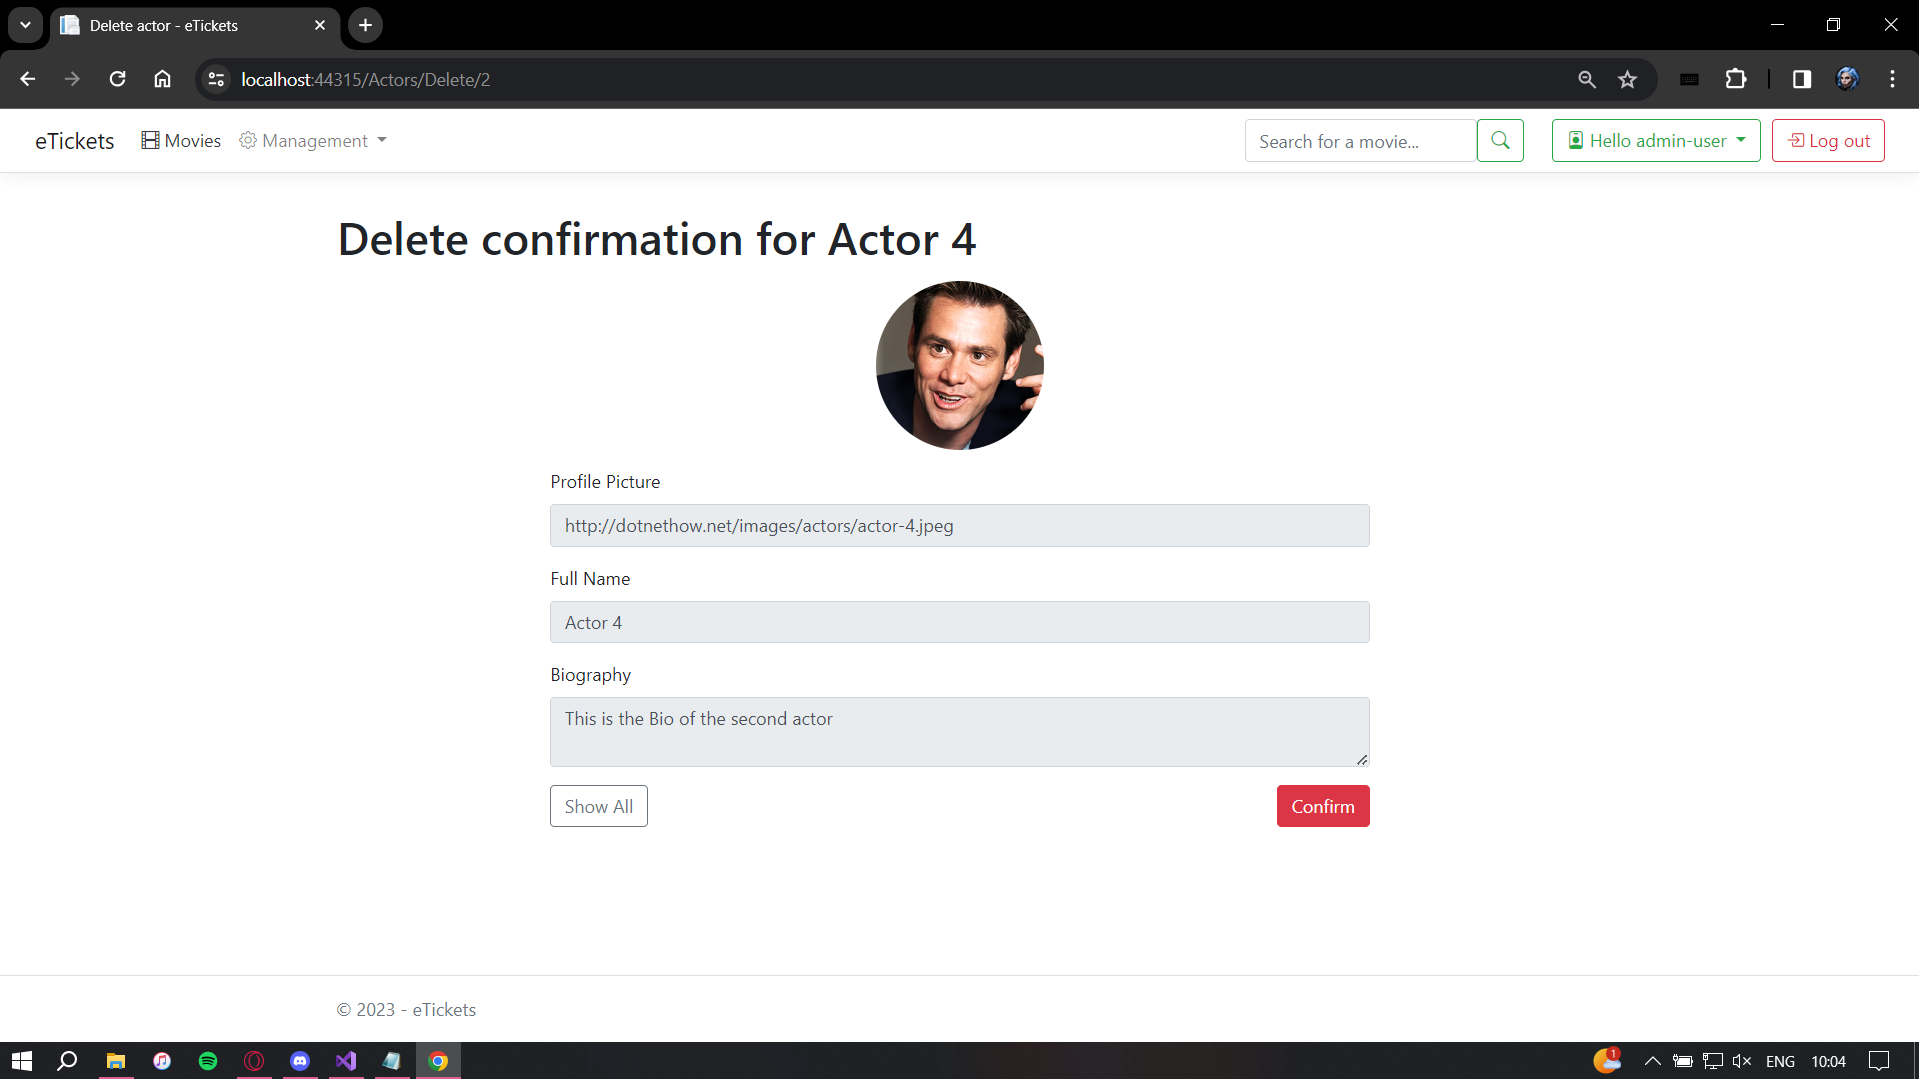 Delete actor - eTickets
localhost:44315/Actors/Delete/2
eTickets Movies Management Search for a movie... Hello admin-user Log out
Delete confirmation for Actor 4
Profile Picture
http://dotnethow.net/images/actors/actor-4.jpeg
Full Name
Actor 4
Biography
This is the Bio of the second actor
Show All Confirm
© 2023 - eTickets
1 ENG 10:04